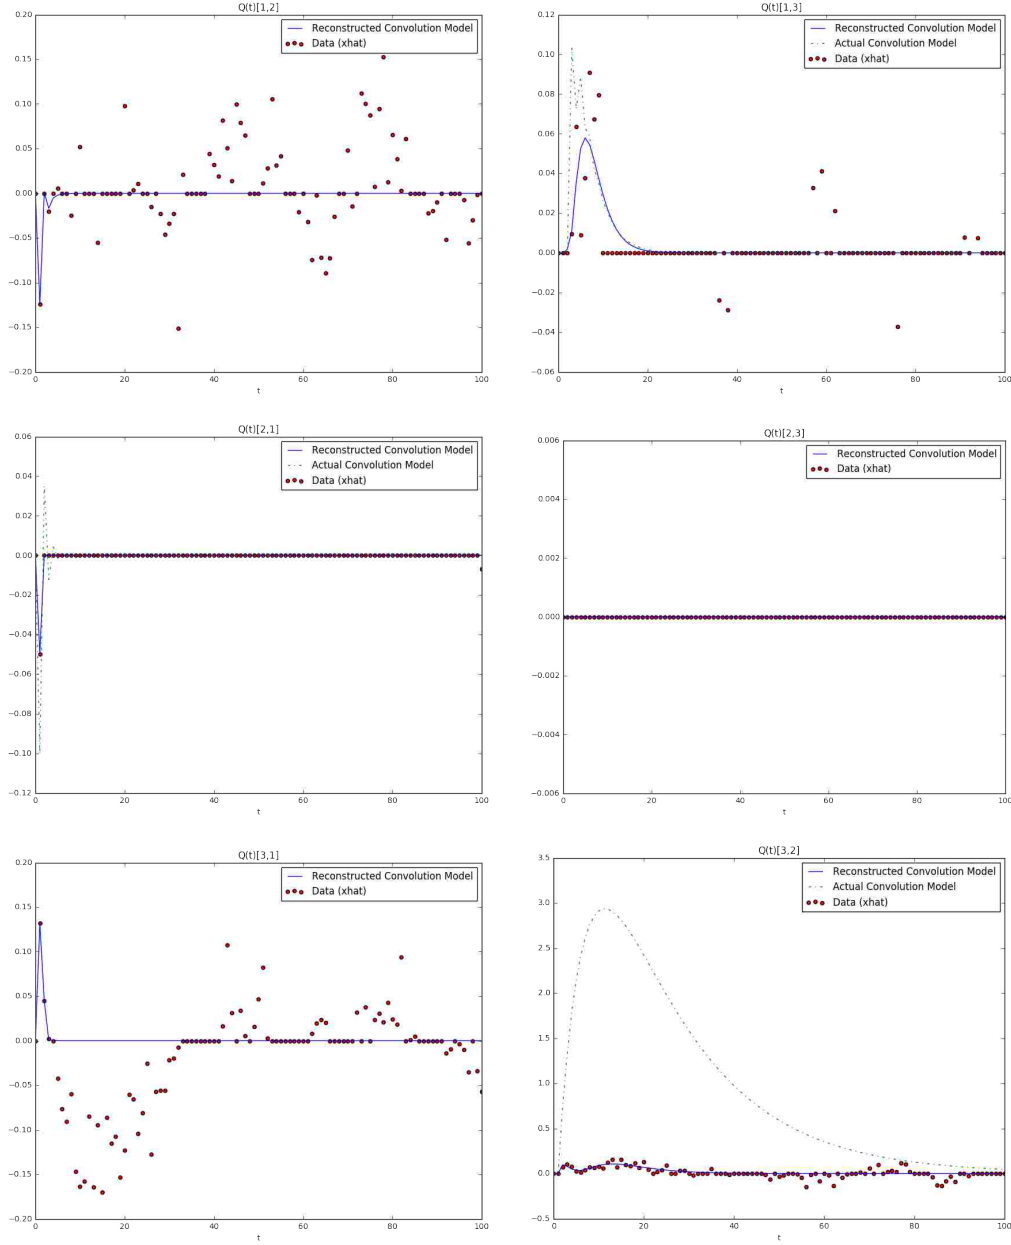 Q(t)[1,2]
Reconstructed Convolution Model
Data (xhat)
0.20
0.15
0.10
0.05
0.00
−0.05
−0.10
−0.15
−0.20
0 20 40 60 80 100
t
Q(t)[1,3]
Reconstructed Convolution Model
Actual Convolution Model
Data (xhat)
0.12
0.10
0.08
0.06
0.04
0.02
0.00
−0.02
−0.04
−0.06
0 20 40 60 80 100
t
Q(t)[2,1]
Reconstructed Convolution Model
Actual Convolution Model
Data (xhat)
0.06
0.04
0.02
0.00
−0.02
−0.04
−0.06
−0.08
−0.10
−0.12
0 20 40 60 80 100
t
Q(t)[2,3]
Reconstructed Convolution Model
Data (xhat)
0.006
0.004
0.002
0.000
−0.002
−0.004
−0.006
0 20 40 60 80 100
t
Q(t)[3,1]
Reconstructed Convolution Model
Data (xhat)
0.20
0.15
0.10
0.05
0.00
−0.05
−0.10
−0.15
−0.20
0 20 40 60 80 100
t
Q(t)[3,2]
Reconstructed Convolution Model
Actual Convolution Model
Data (xhat)
3.5
3.0
2.5
2.0
1.5
1.0
0.5
0.0
−0.5
0 20 40 60 80 100
t